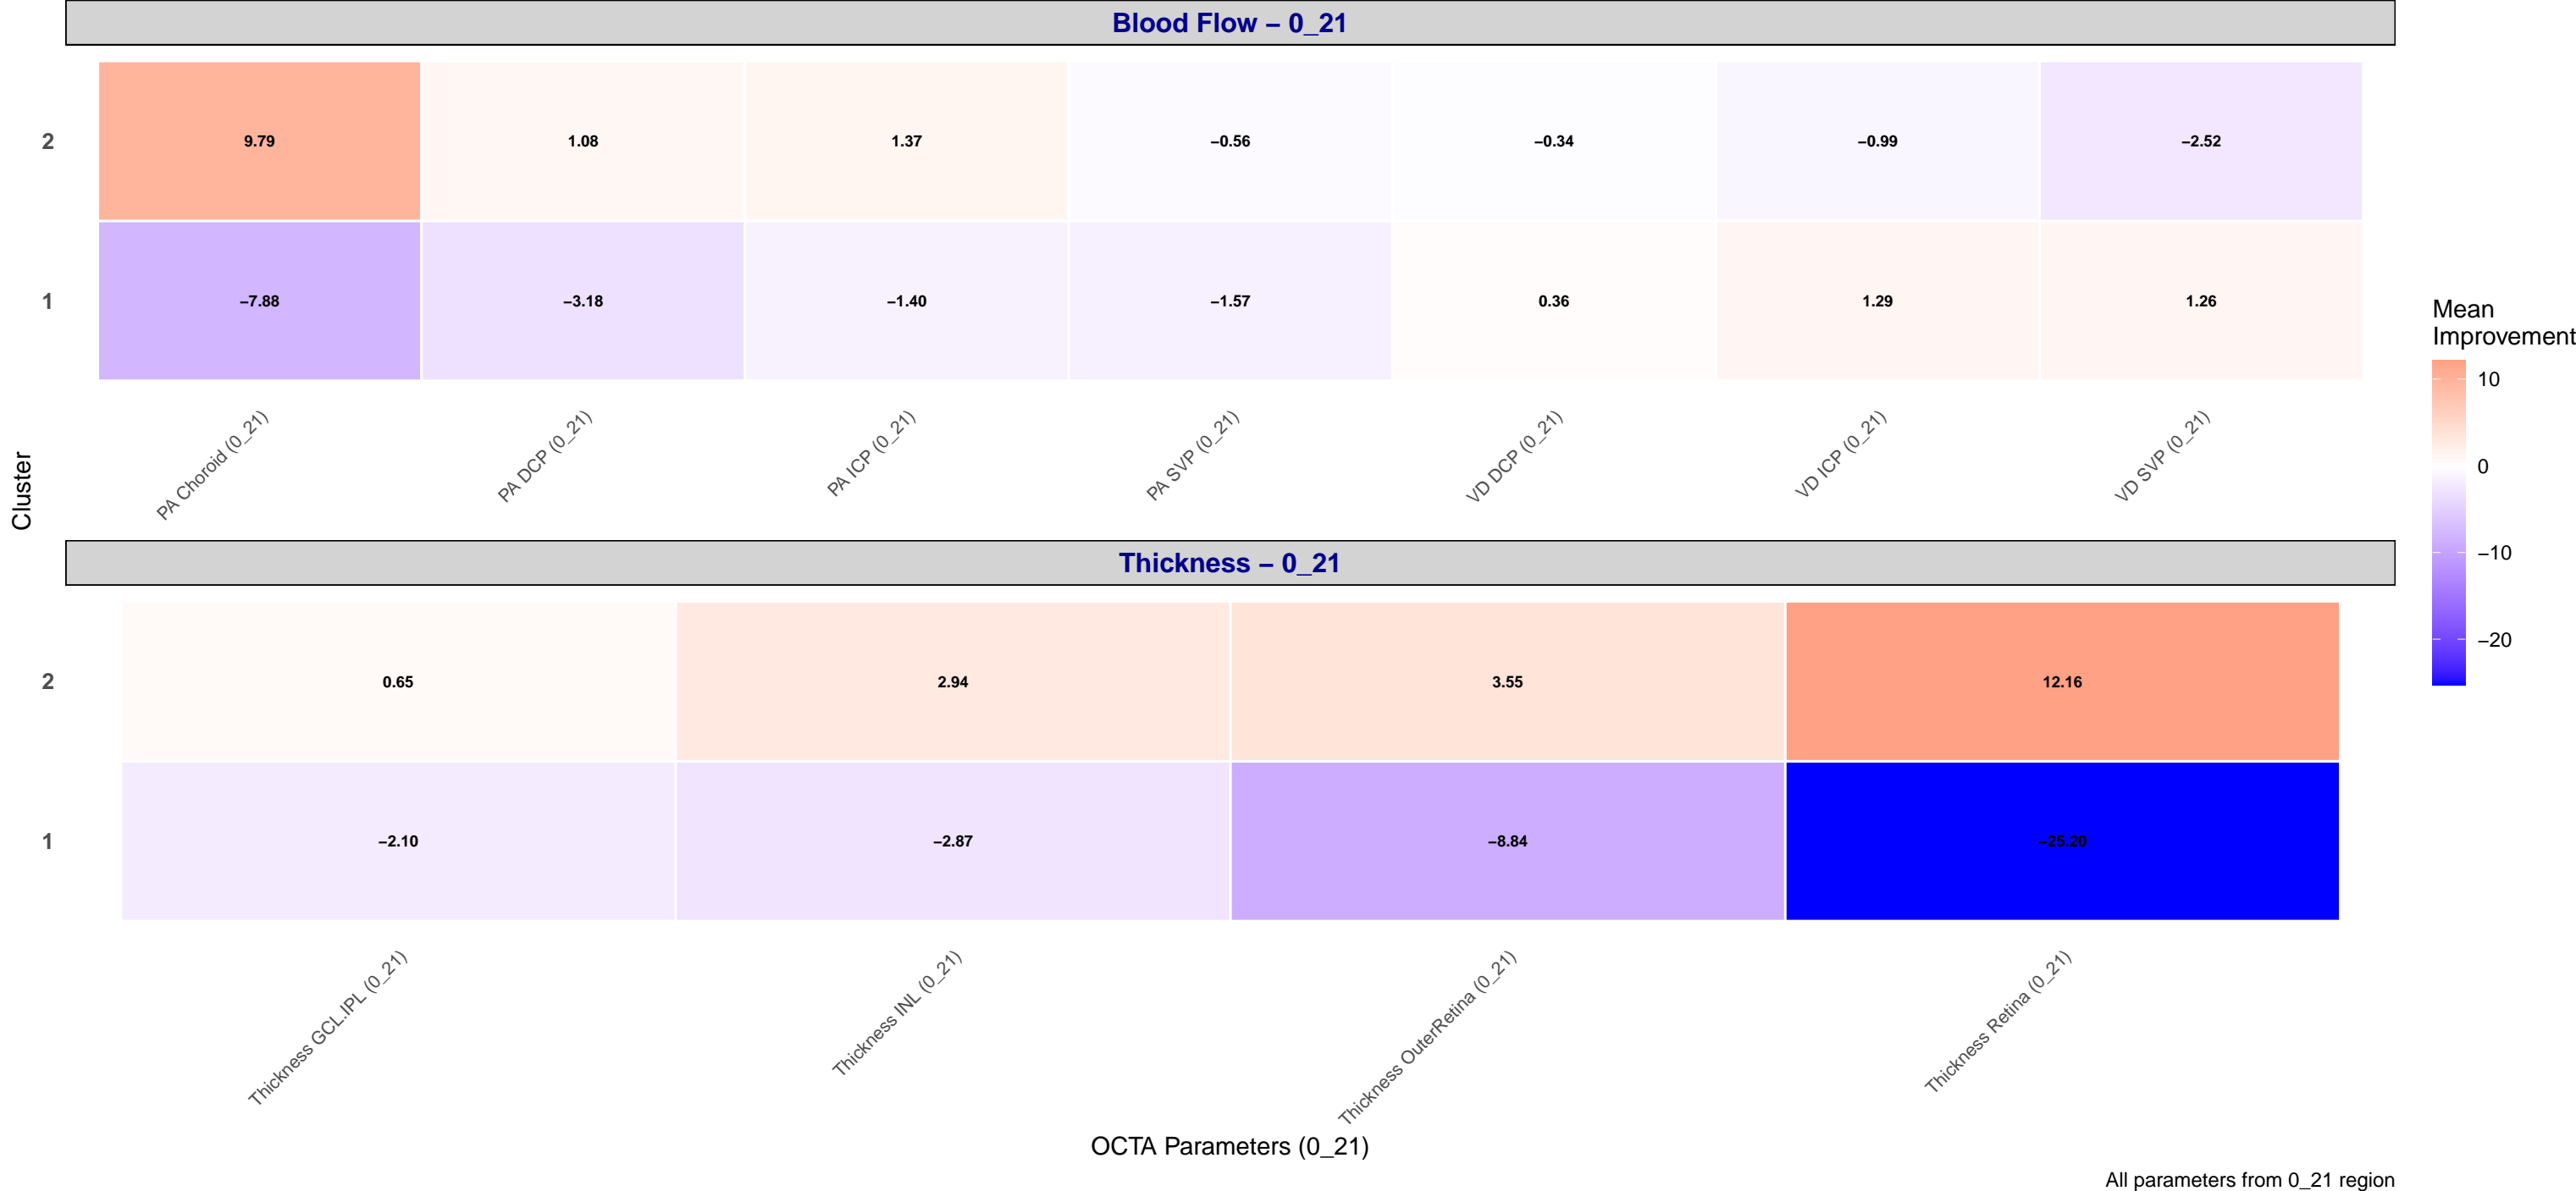 Blood Flow – 0_21
2
9.79
1.08
1.37
−0.56
−0.34
−0.99
−2.52
1
−7.88
−3.18
−1.40
−1.57
0.36
1.29
1.26
PA Choroid (0_21)
PA DCP (0_21)
PA ICP (0_21)
PA SVP (0_21)
VD DCP (0_21)
VD ICP (0_21)
VD SVP (0_21)
Cluster
Thickness – 0_21
2
0.65
2.94
3.55
12.16
1
−2.10
−2.87
−8.84
−25.20
Thickness GCL.IPL (0_21)
Thickness INL (0_21)
Thickness OuterRetina (0_21)
Thickness Retina (0_21)
OCTA Parameters (0_21)
Mean
Improvement
10
0
−10
−20
All parameters from 0_21 region